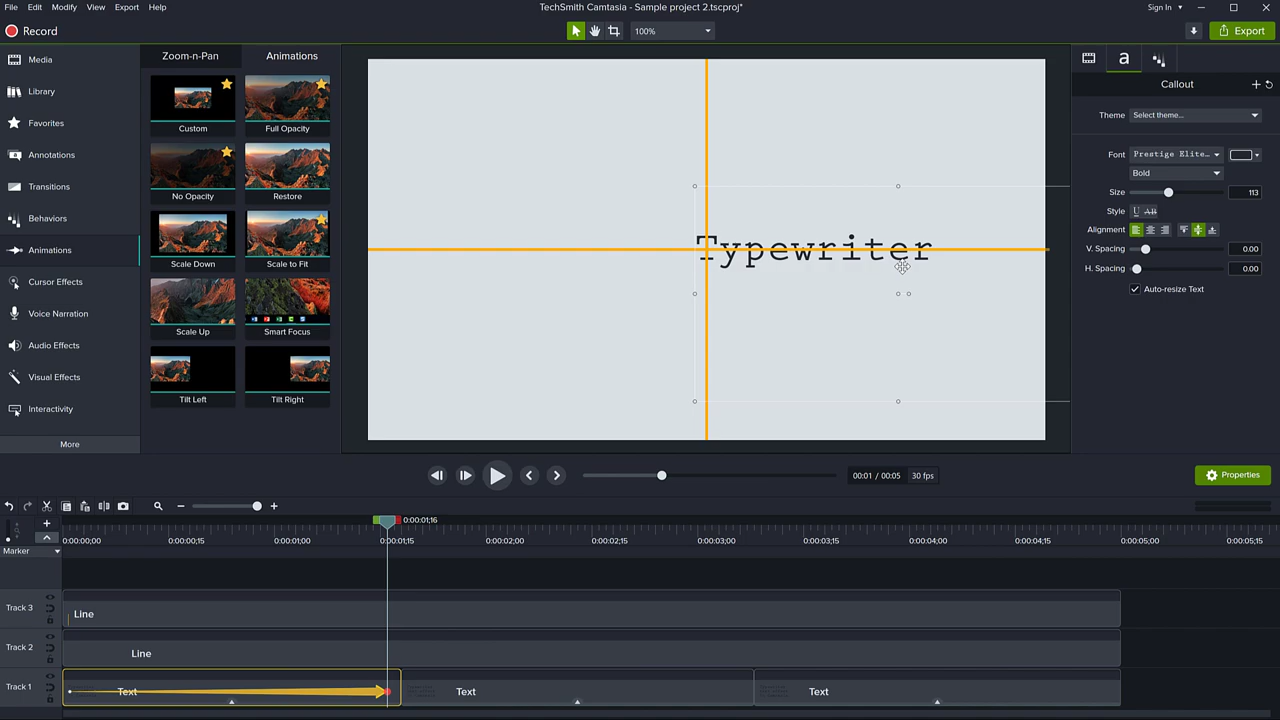 File Edit Modify View Export Help
TechSmith Camtasia - Sample project 2.tscproj*
Sign In
Record
100%
Export
Media
Library
Favorites
Annotations
Transitions
Behaviors
Animations
Cursor Effects
Voice Narration
Audio Effects
Visual Effects
Interactivity
More
Zoom-n-Pan Animations
Custom Full Opacity
No Opacity Restore
Scale Down Scale to Fit
Scale Up Smart Focus
Tilt Left Tilt Right
Typewriter
a
Callout
Theme Select theme...
Font Prestige Elite...
Bold
Size 113
Style U AB
Alignment
V. Spacing 0.00
H. Spacing 0.00
Auto-resize Text
00:01 / 00:05 30 fps
Properties
0:00:01;16
0:00:00;00 0:00:00;15 0:00:01;00 0:00:01;15 0:00:02;00 0:00:02;15 0:00:03;00 0:00:03;15 0:00:04;00 0:00:04;15 0:00:05;00 0:00:05;15
Marker
Track 3 Line
Track 2 Line
Track 1 Text Text Text